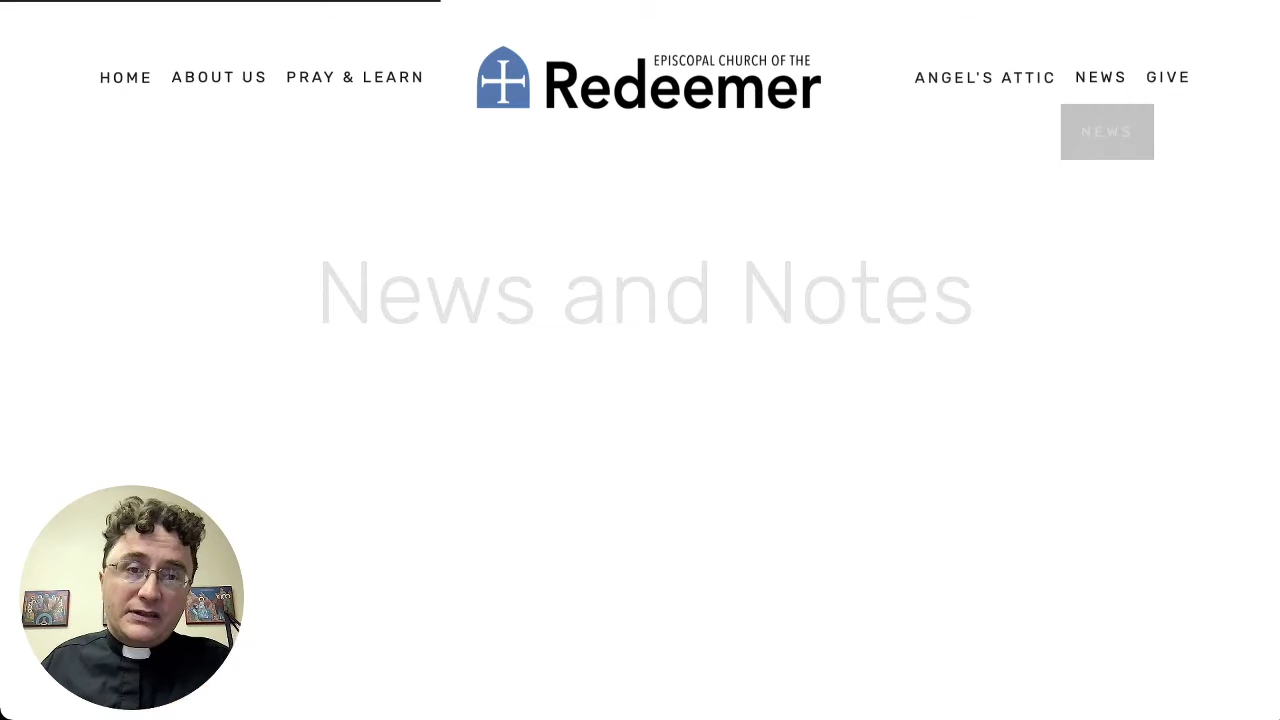 HOME ABOUT US PRAY & LEARN
EPISCOPAL CHURCH OF THE
Redeemer
ANGEL'S ATTIC NEWS GIVE
NEWS
News and Notes